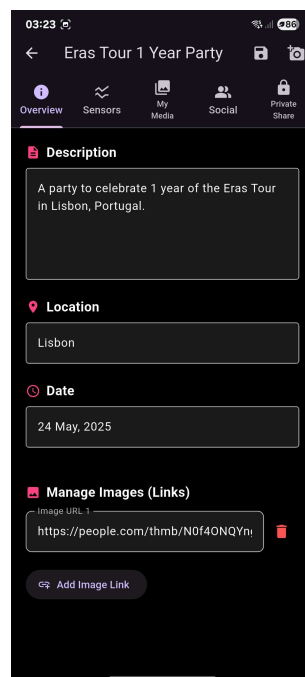 03:23
86
Eras Tour 1 Year Party
Overview
Sensors
My
Media
Social
Private
Share
Description
A party to celebrate 1 year of the Eras Tour
in Lisbon, Portugal.
Location
Lisbon
Date
24 May, 2025
Manage Images (Links)
Image URL 1
https://people.com/thmb/N0f4ONQYn
Add Image Link